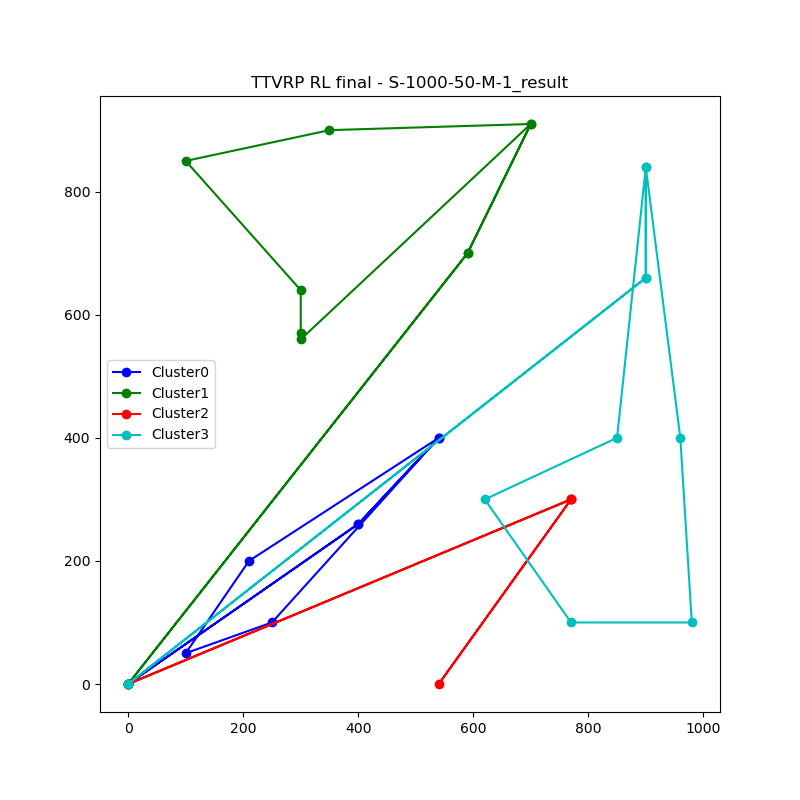 TTVRP RL final - S-1000-50-M-1_result
800
600
Cluster0
Cluster1
Cluster2
Cluster3
400
200
0
0 200 400 600 800 1000